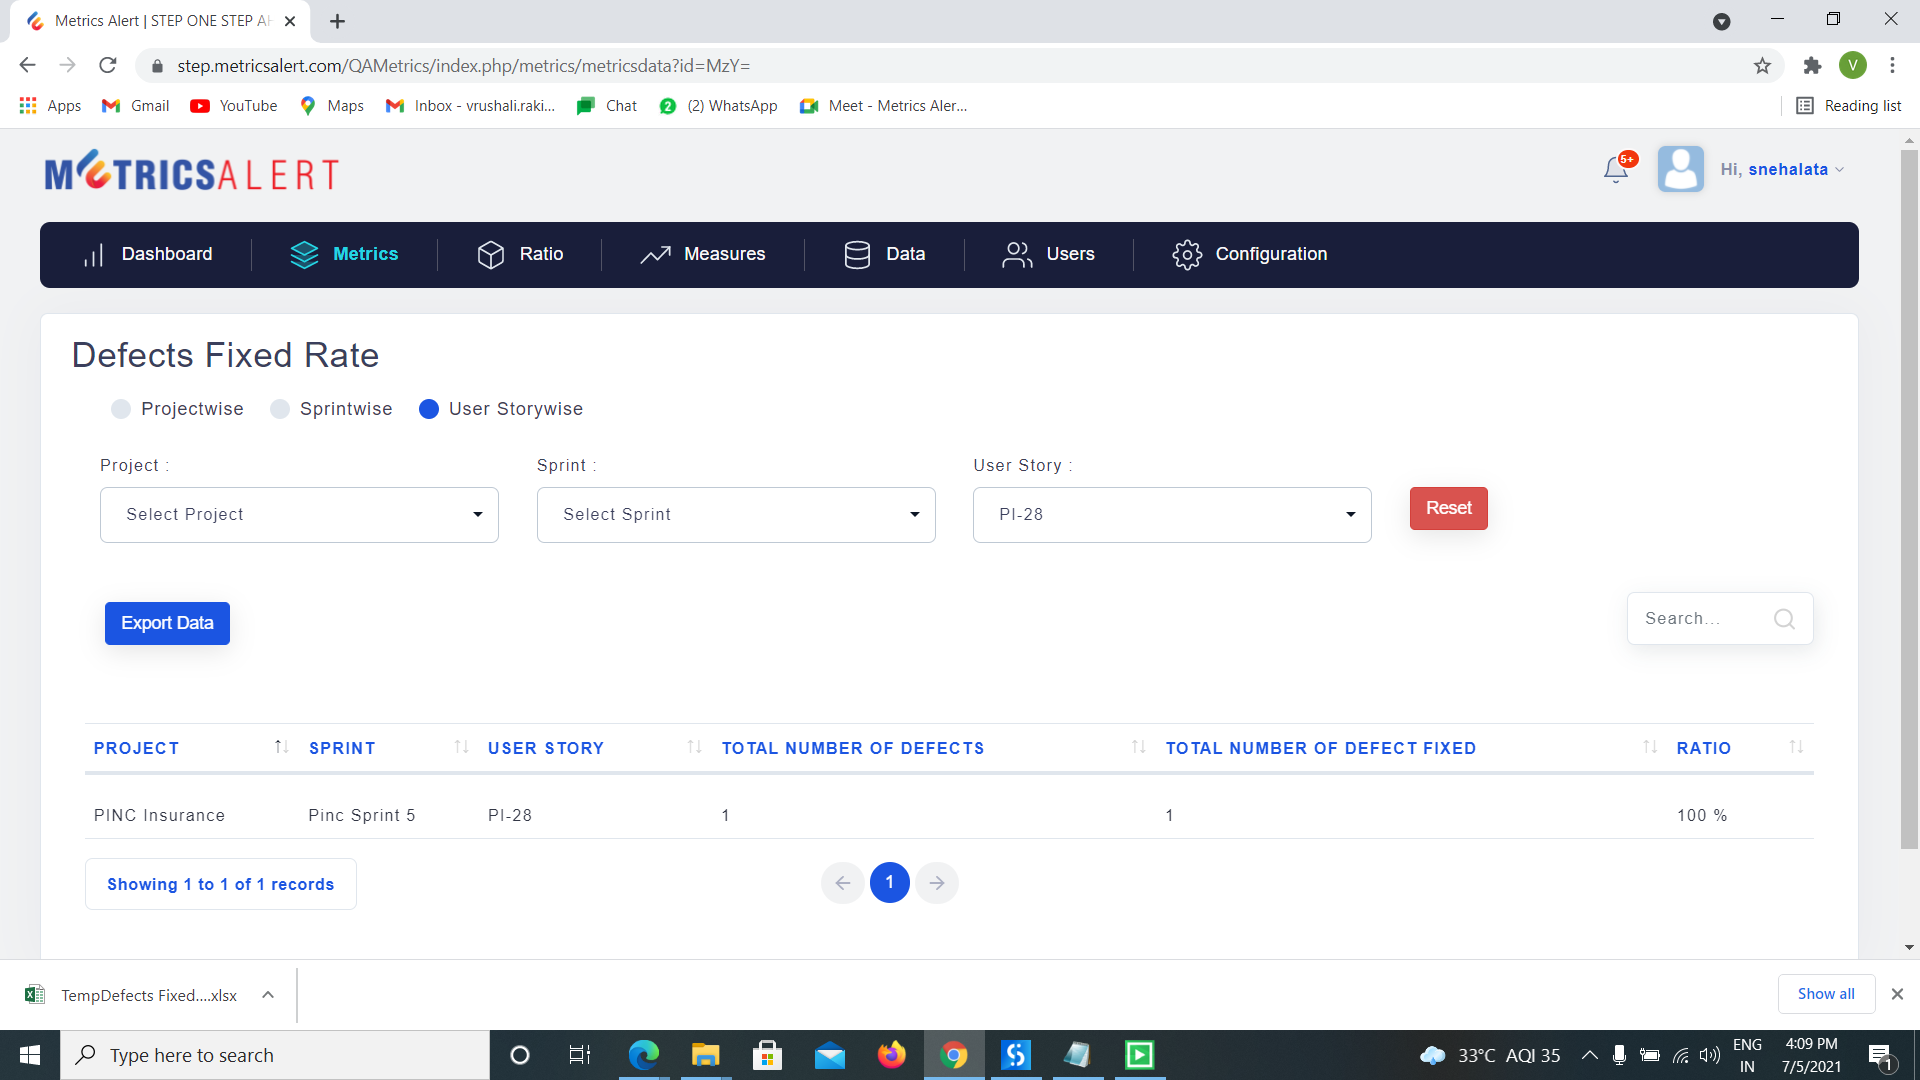 Metrics Alert | STEP ONE STEP AH
step.metricsalert.com/QAMetrics/index.php/metrics/metricsdata?id=MzY=
V
Apps Gmail YouTube Maps Inbox - vrushali.raki... Chat 2 (2) WhatsApp Meet - Metrics Aler... Reading list
METRICSALERT
5+
Hi, snehalata
Dashboard Metrics Ratio Measures Data Users Configuration
Defects Fixed Rate
Projectwise Sprintwise User Storywise
Project : Sprint : User Story :
Select Project Select Sprint PI-28 Reset
Export Data Search...
PROJECT SPRINT USER STORY TOTAL NUMBER OF DEFECTS TOTAL NUMBER OF DEFECT FIXED RATIO
PINC Insurance Pinc Sprint 5 PI-28 1 1 100 %
Showing 1 to 1 of 1 records 1
TempDefects Fixed....xlsx Show all
Type here to search 33°C AQI 35 ENG 4:09 PM
IN 7/5/2021 1